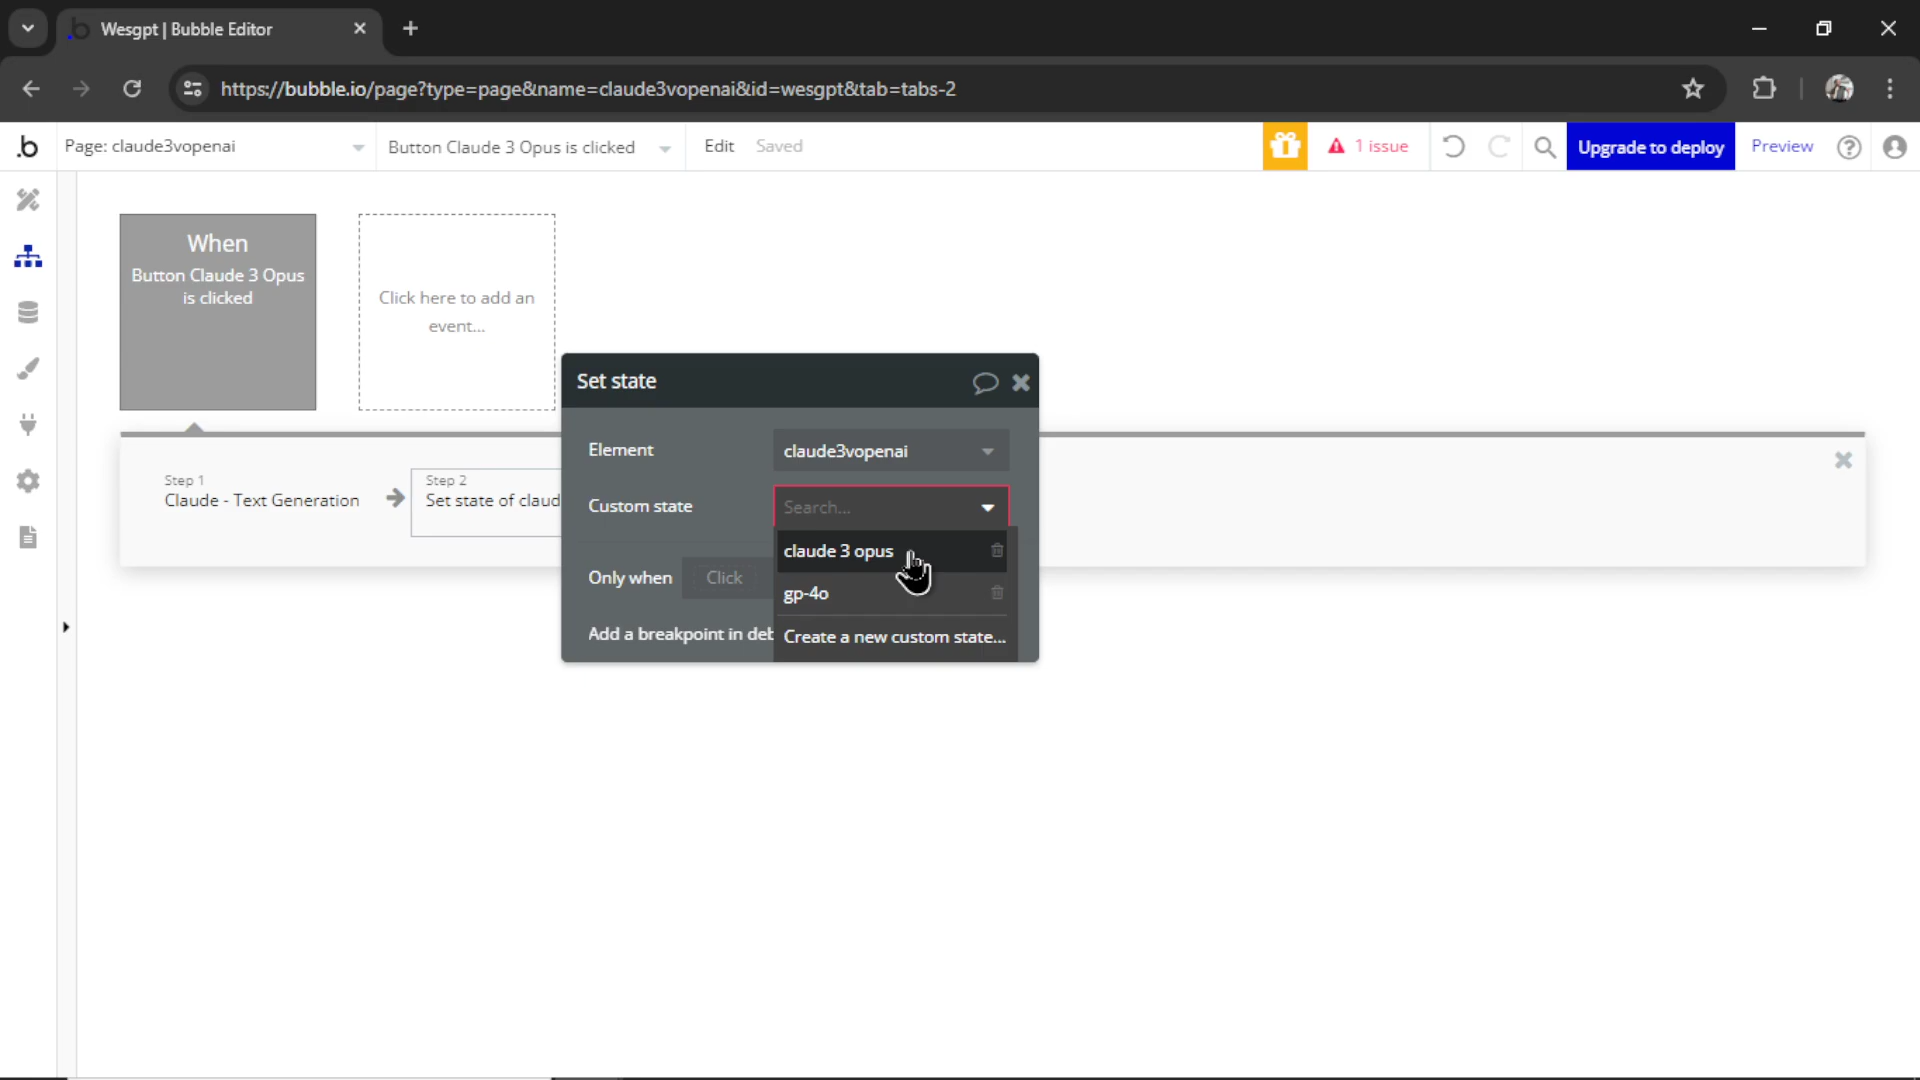 Wesgpt | Bubble Editor
https://bubble.io/page?type=page&name=claude3vopenai&id=wesgpt&tab=tabs-2
.b
Page: claude3vopenai
Button Claude 3 Opus is clicked
Edit
Saved
1 issue
Upgrade to deploy
Preview
When
Button Claude 3 Opus
is clicked
Click here to add an
event...
Set state
Element
claude3vopenai
Step 1
Claude - Text Generation
Step 2
Set state of claud
Custom state
Search...
claude 3 opus
Only when
Click
gp-4o
Add a breakpoint in deb
Create a new custom state...